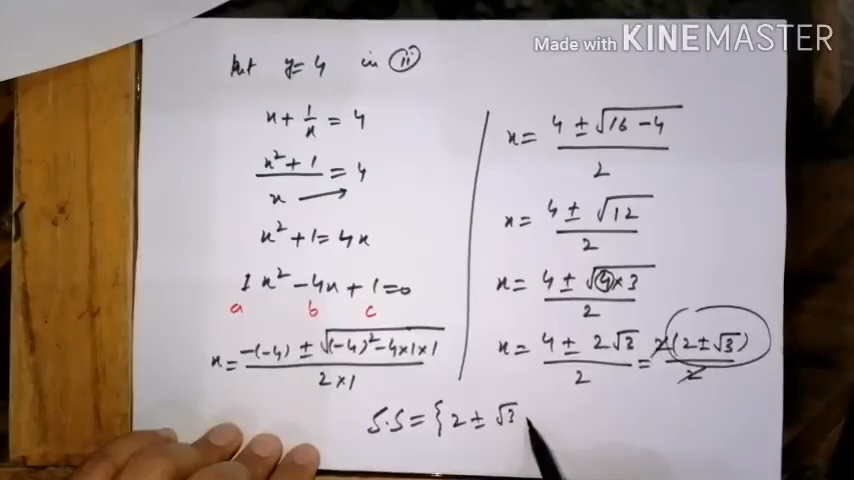 Made with KINEMASTER
Put y = 4 in (ii)
x + 1/x = 4
(x² + 1)/x = 4
x² + 1 = 4x
1x² - 4x + 1 = 0
a b c
x = (-(-4) ± √((-4)² - 4×1×1))/(2×1)
x = (4 ± √(16 - 4))/2
x = (4 ± √12)/2
x = (4 ± √(4×3))/2
x = (4 ± 2√3)/2 = 2(2 ± √3)/2
S.S = { 2 ± √3